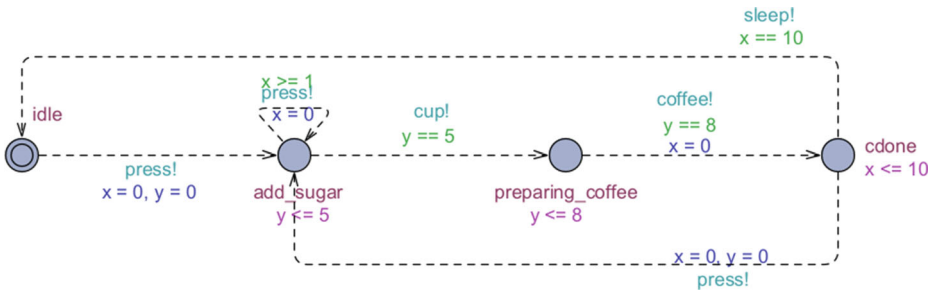 sleep!
x == 10
idle
x >= 1
press!
x = 0
cup!
y == 5
coffee!
y == 8
x = 0
cdone
x <= 10
press!
x = 0, y = 0
add_sugar
y <= 5
preparing_coffee
y <= 8
x = 0, y = 0
press!